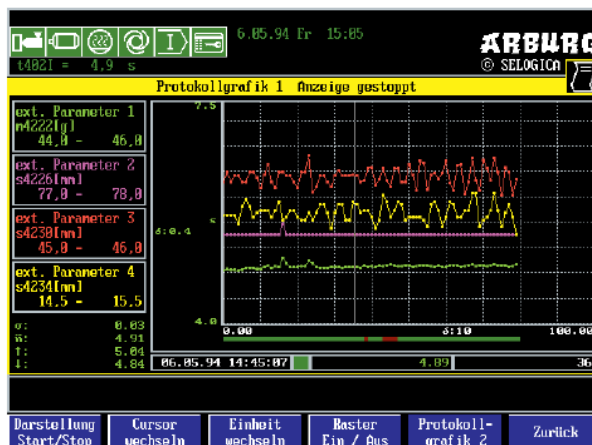 6.05.94 Fr 15:05
ARBURG
© SELOGICA
t402I = 4,9 s
Protokollgrafik 1 Anzeige gestoppt
ext. Parameter 1
m4222[g]
44,0 - 46,0
ext. Parameter 2
s4226[mm]
77,0 - 78,0
ext. Parameter 3
s4230[mm]
45,0 - 46,0
ext. Parameter 4
s4234[mm]
14.5 - 15.5
σ: 0.03
x̄: 4.91
↑: 5.04
↓: 4.84
7.5
5
δ:0.4
4.0
0.00 6:10 100.00
06.05.94 14:45:07 4.89 36
Darstellung Start/Stop
Cursor wechseln
Einheit wechseln
Raster Ein / Aus
Protokoll- grafik 2
Zurück